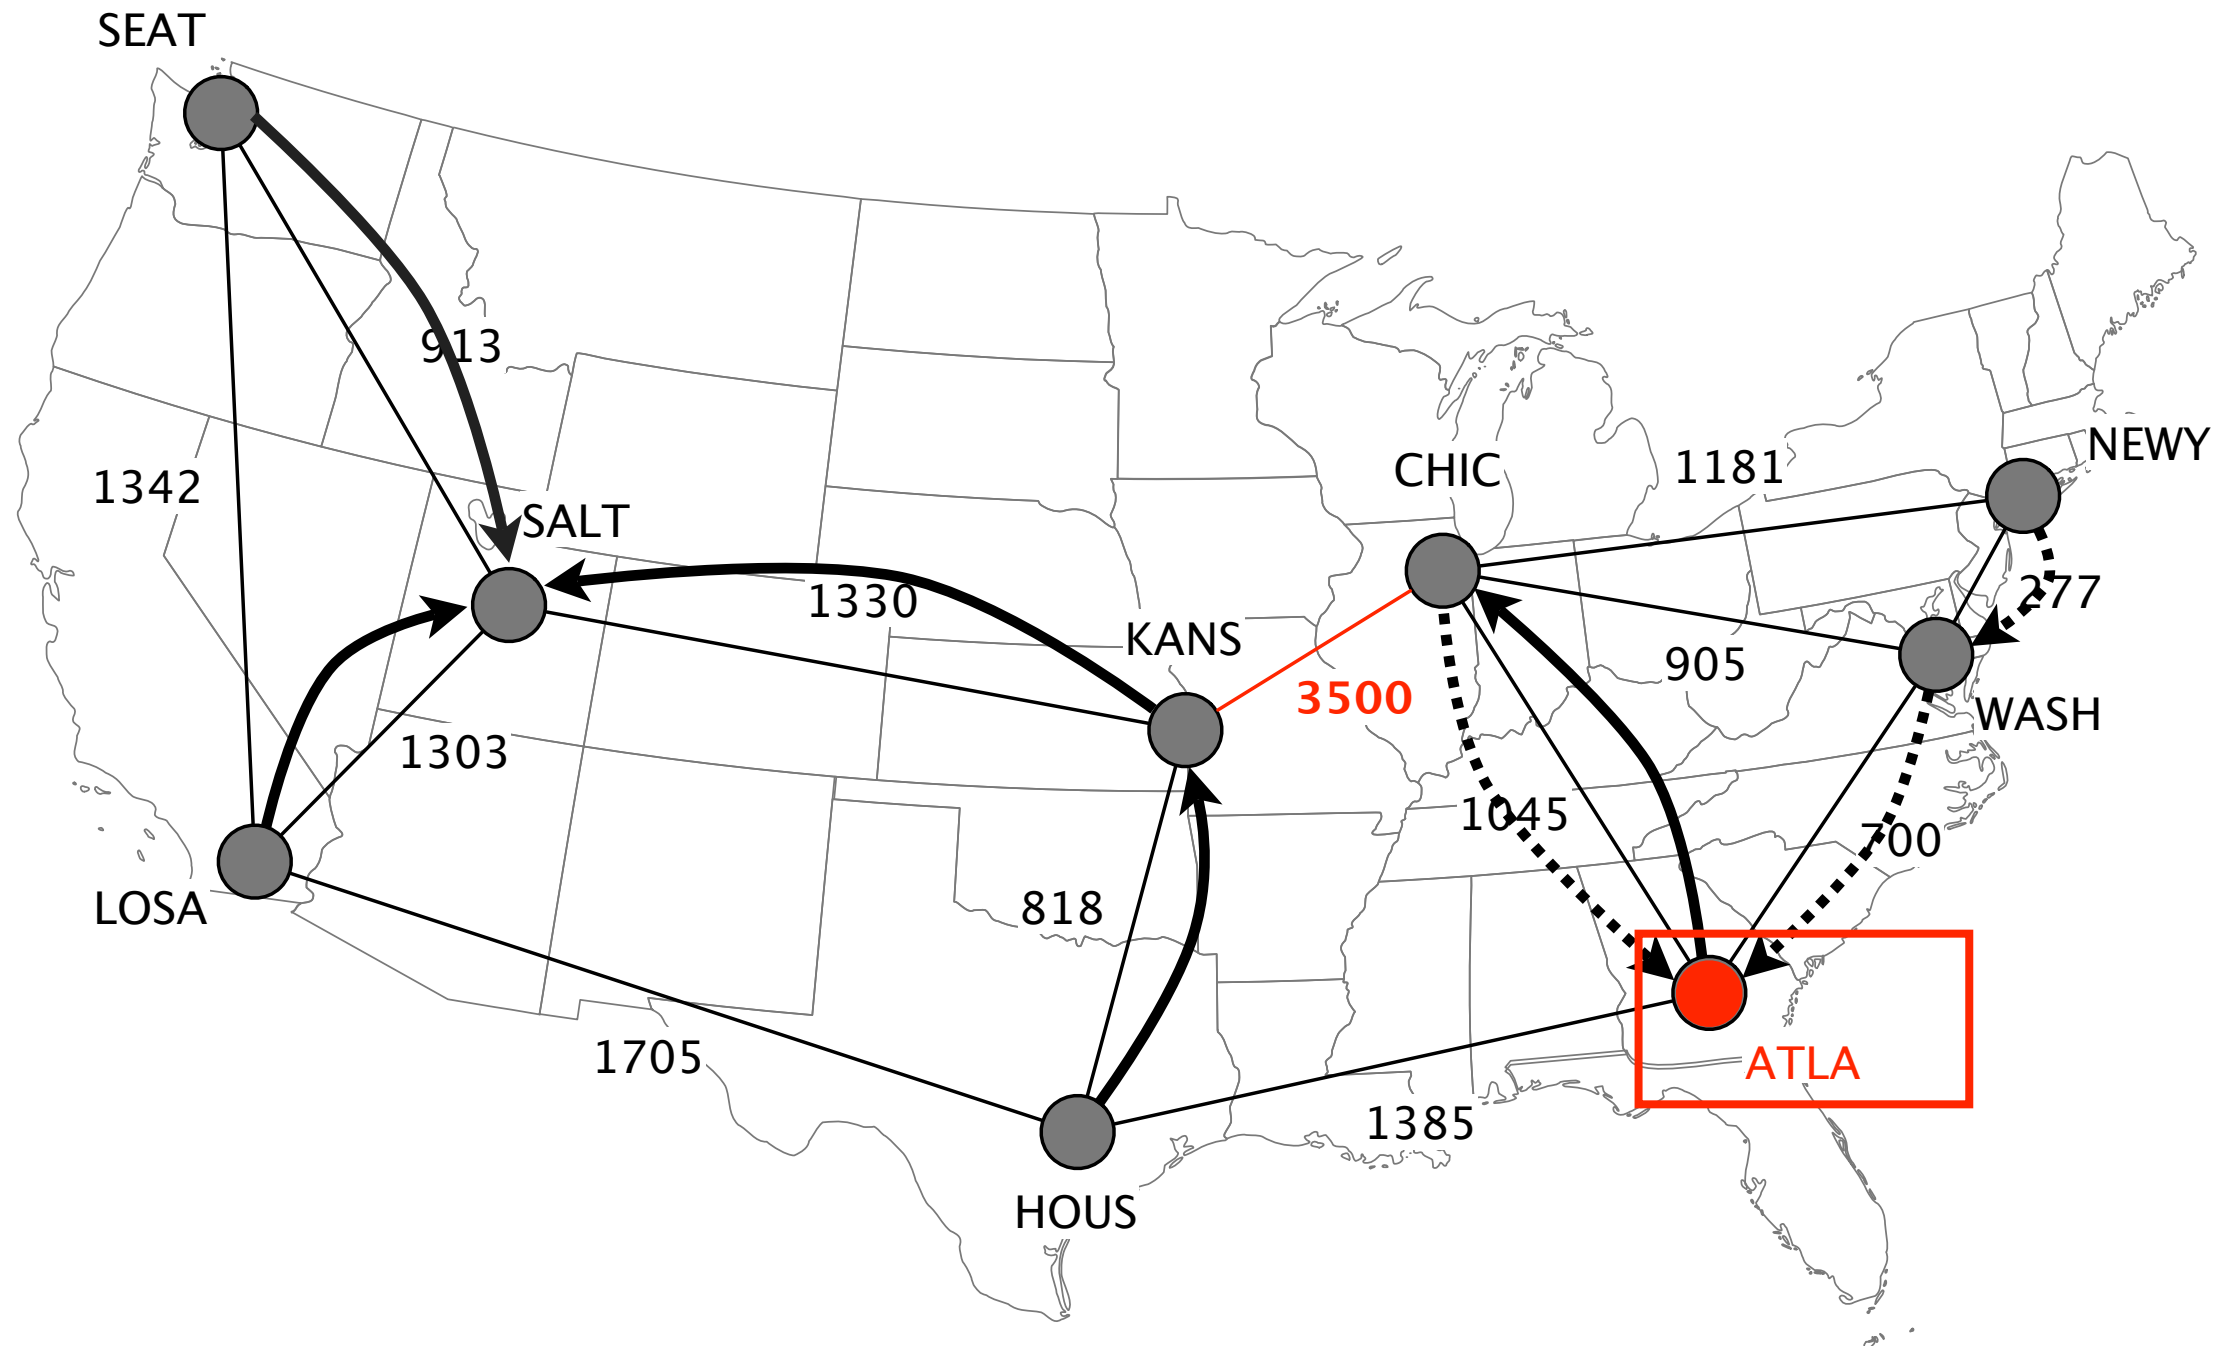 SEAT
913
NEWY
CHIC
1181
1342
SALT
277
1330
KANS
905
3500
WASH
1303
1045
700
LOSA
818
1705
ATLA
1385
HOUS